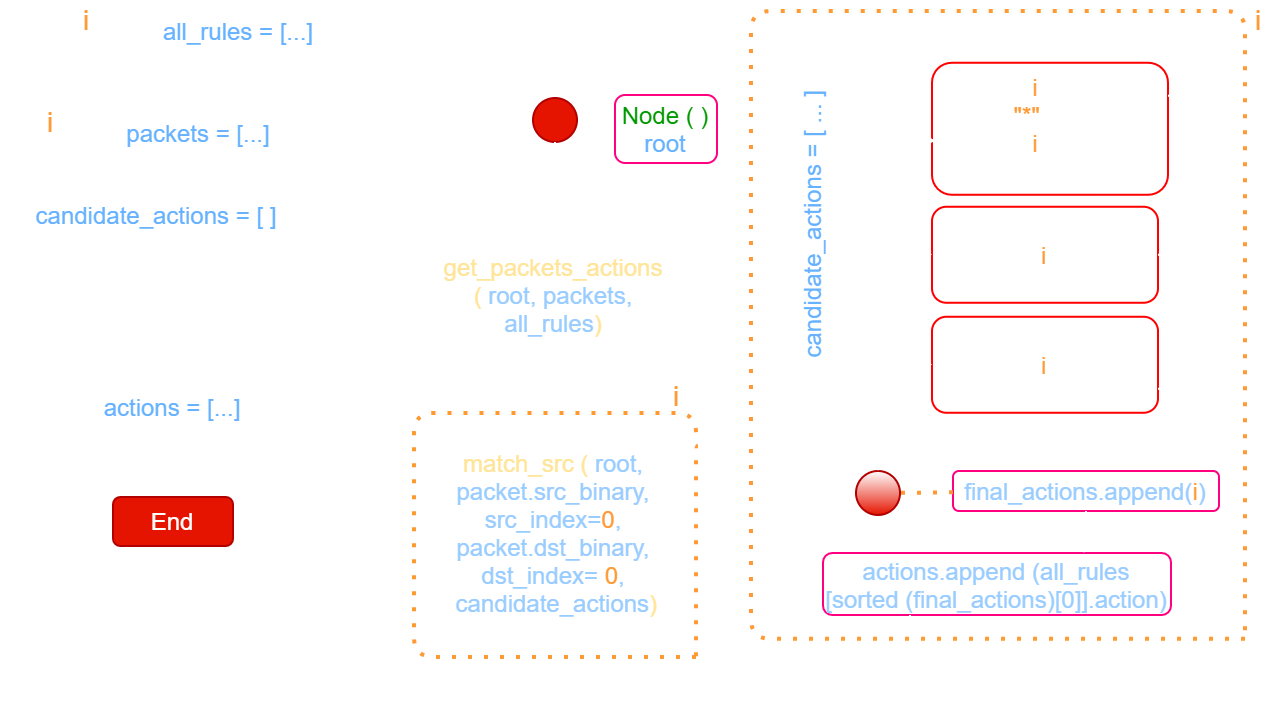 i
all_rules = [...]
i
packets = [...]
candidate_actions = [ ]
actions = [...]
End
Node ( )
root
get_packets_actions
( root, packets,
all_rules)
i
match_src ( root,
packet.src_binary,
src_index=0,
packet.dst_binary,
dst_index= 0,
candidate_actions)
i
candidate_actions = [ ... ]
i
"*"
i
i
i
final_actions.append(i)
actions.append (all_rules
[sorted (final_actions)[0]].action)